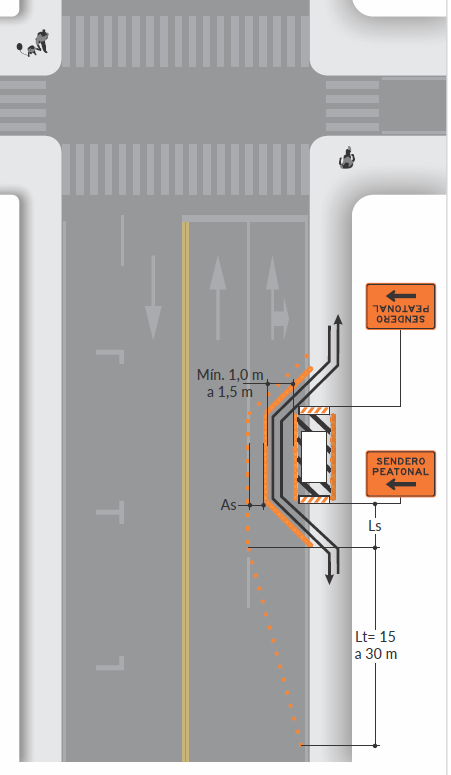 SENDERO
PEATONAL
Mín. 1,0 m
a 1,5 m
SENDERO
PEATONAL
As
Ls
Lt= 15
a 30 m